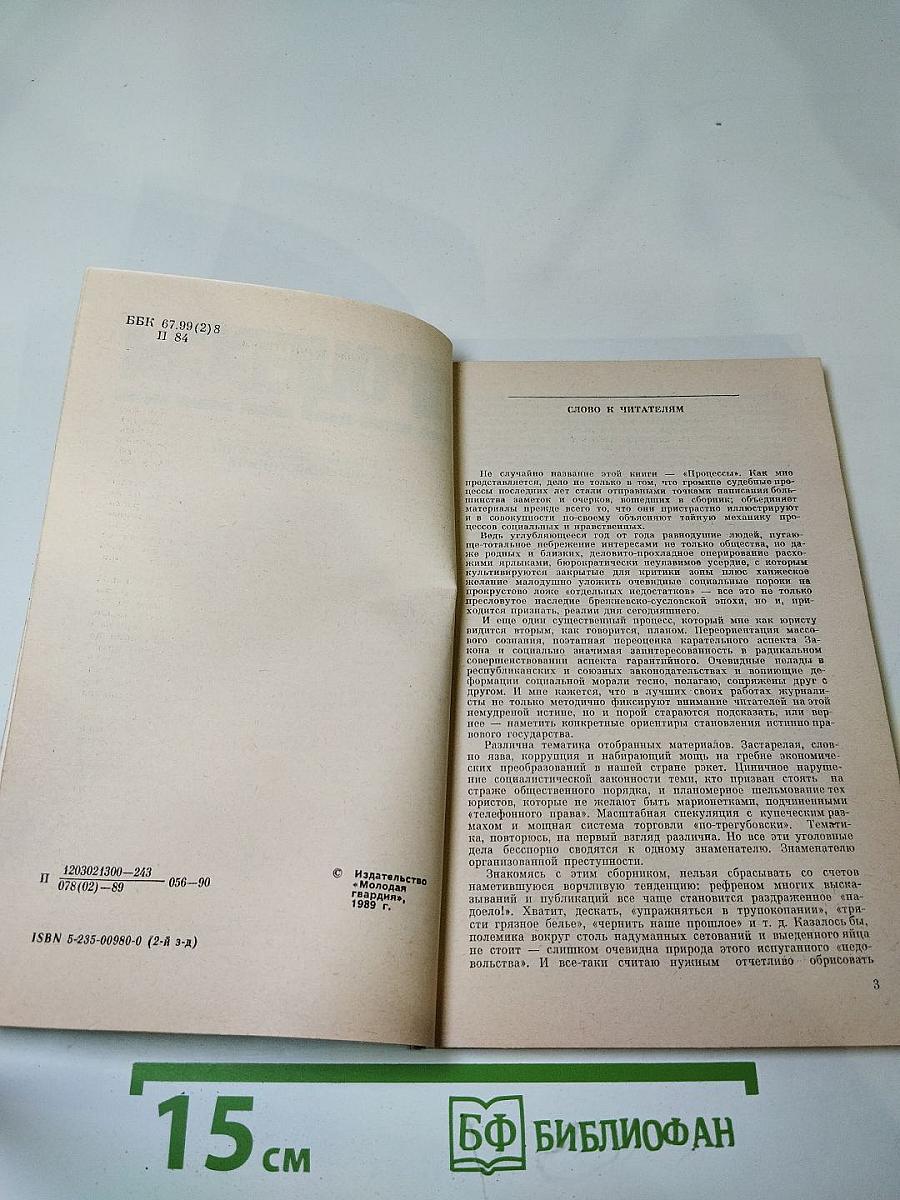 ББК 67.99(2)8
П 84
П 1203021300—243
078(02)—89
056—90
© Издательство
«Молодая
гвардия»,
1989 г.
ISBN 5-235-00980-0 (2-й з-д)
СЛОВО К ЧИТАТЕЛЯМ
Не случайно название этой книги — «Процессы». Как мне
представляется, дело не только в том, что громкие судебные про-
цессы последних лет стали отправными точками написания боль-
шинства заметок и очерков, вошедших в сборник; объединяет
материалы прежде всего то, что они пристрастно иллюстрируют
и в совокупности по-своему объясняют тайную механику про-
цессов социальных и нравственных.
Ведь углубляющееся год от года равнодушие людей, пугаю-
ще-тотальное небрежение интересами не только общества, но да-
же родных и близких, деловито-прохладное оперирование расхо-
жими ярлыками, бюрократически неуязвимое усердие, с которым
культивируются закрытые для критики зоны плюс ханжеское
желание малодушно уложить очевидные социальные пороки на
прокрустово ложе «отдельных недостатков» — все это не только
пресловутое наследие брежневско-сусловской эпохи, но и, при-
ходится признать, реалии дня сегодняшнего.
И еще один существенный процесс, который мне как юристу
видится вторым, как говорится, планом. Переориентация массо-
вого сознания, поэтапная переоценка карательного аспекта За-
кона и социально значимая заинтересованность в радикальном
совершенствовании аспекта гарантийного. Очевидные нелады в
республиканских и союзных законодательствах и вопиющие де-
формации социальной морали тесно, полагаю, сопряжены друг с
другом. И мне кажется, что в лучших своих работах журнали-
сты не только методично фиксируют внимание читателей на этой
немудреной истине, но и порой стараются подсказать, или вер-
нее — наметить конкретные ориентиры становления истинно пра-
вового государства.
Различна тематика отобранных материалов. Застарелая, слов-
но язва, коррупция и набирающий мощь на гребне экономичес-
ких преобразований в нашей стране рэкет. Циничное наруше-
ние социалистической законности теми, кто призван стоять на
страже общественного порядка, и планомерное шельмование тех
юристов, которые не желают быть марионетками, подчиненными
«телефонного права». Масштабная спекуляция с купеческим раз-
махом и мощная система торговли «по-трегубовски». Темати-
ка, повторюсь, на первый взгляд различна. Но все эти уголовные
дела бесспорно сводятся к одному знаменателю. Знаменателю
организованной преступности.
Знакомясь с этим сборником, нельзя сбрасывать со счетов
наметившуюся ворчливую тенденцию: рефреном многих выска-
зываний и публикаций все чаще становится раздраженное «на-
доело!». Хватит, дескать, «упражняться в трупокопании», «тря-
сти грязное белье», «чернить наше прошлое» и т. д. Казалось бы,
полемика вокруг столь надуманных сетований и выеденного яйца
не стоит — слишком очевидна природа этого испуганного «недо-
вольства». И все-таки считаю нужным отчетливо обрисовать
3
15 см
БФ БИБЛИОФАН